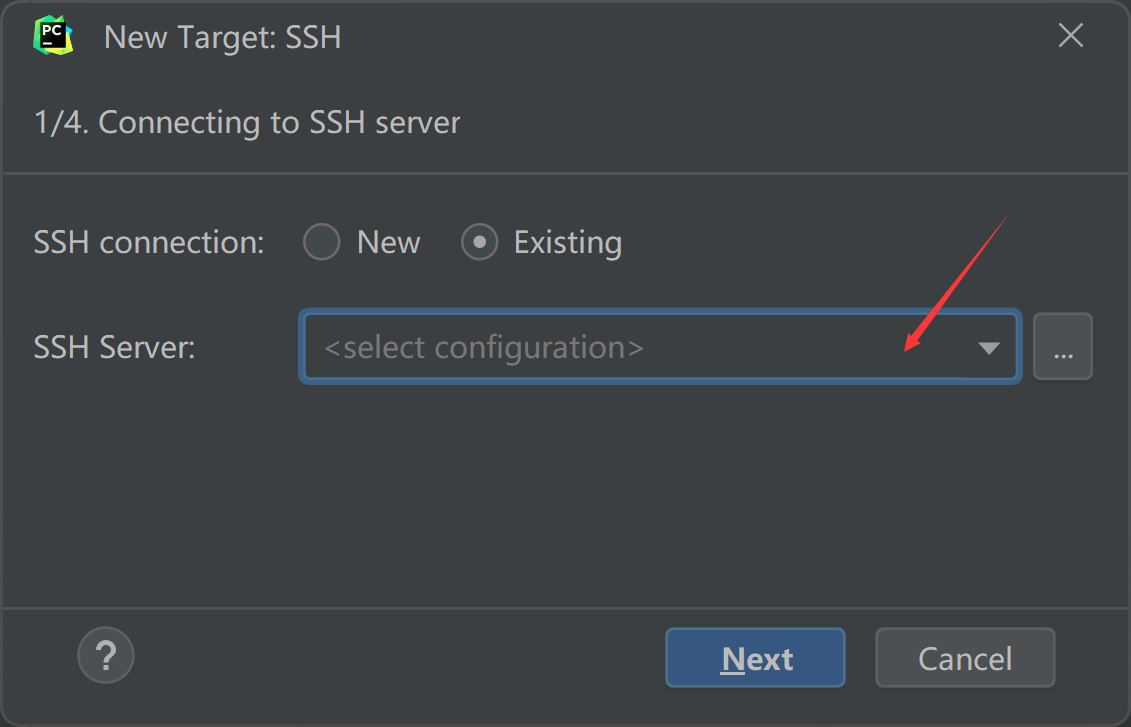 PC New Target: SSH
1/4. Connecting to SSH server
SSH connection: New Existing
SSH Server: <select configuration> ...
? Next Cancel